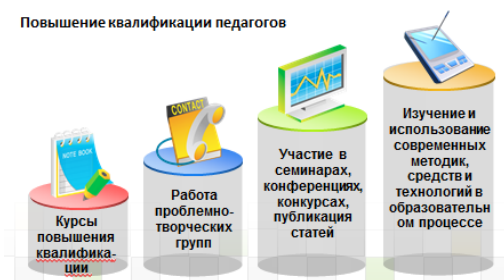 Повышение квалификации педагогов
NOTE BOOK
Курсы
повышения
квалифика-
ции
CONTACT
Работа
проблемно-
творческих
групп
Участие в
семинарах,
конференциях,
конкурсах,
публикация
статей
Изучение и
использование
современных
методик,
средств и
технологий в
образовательн
ом процессе